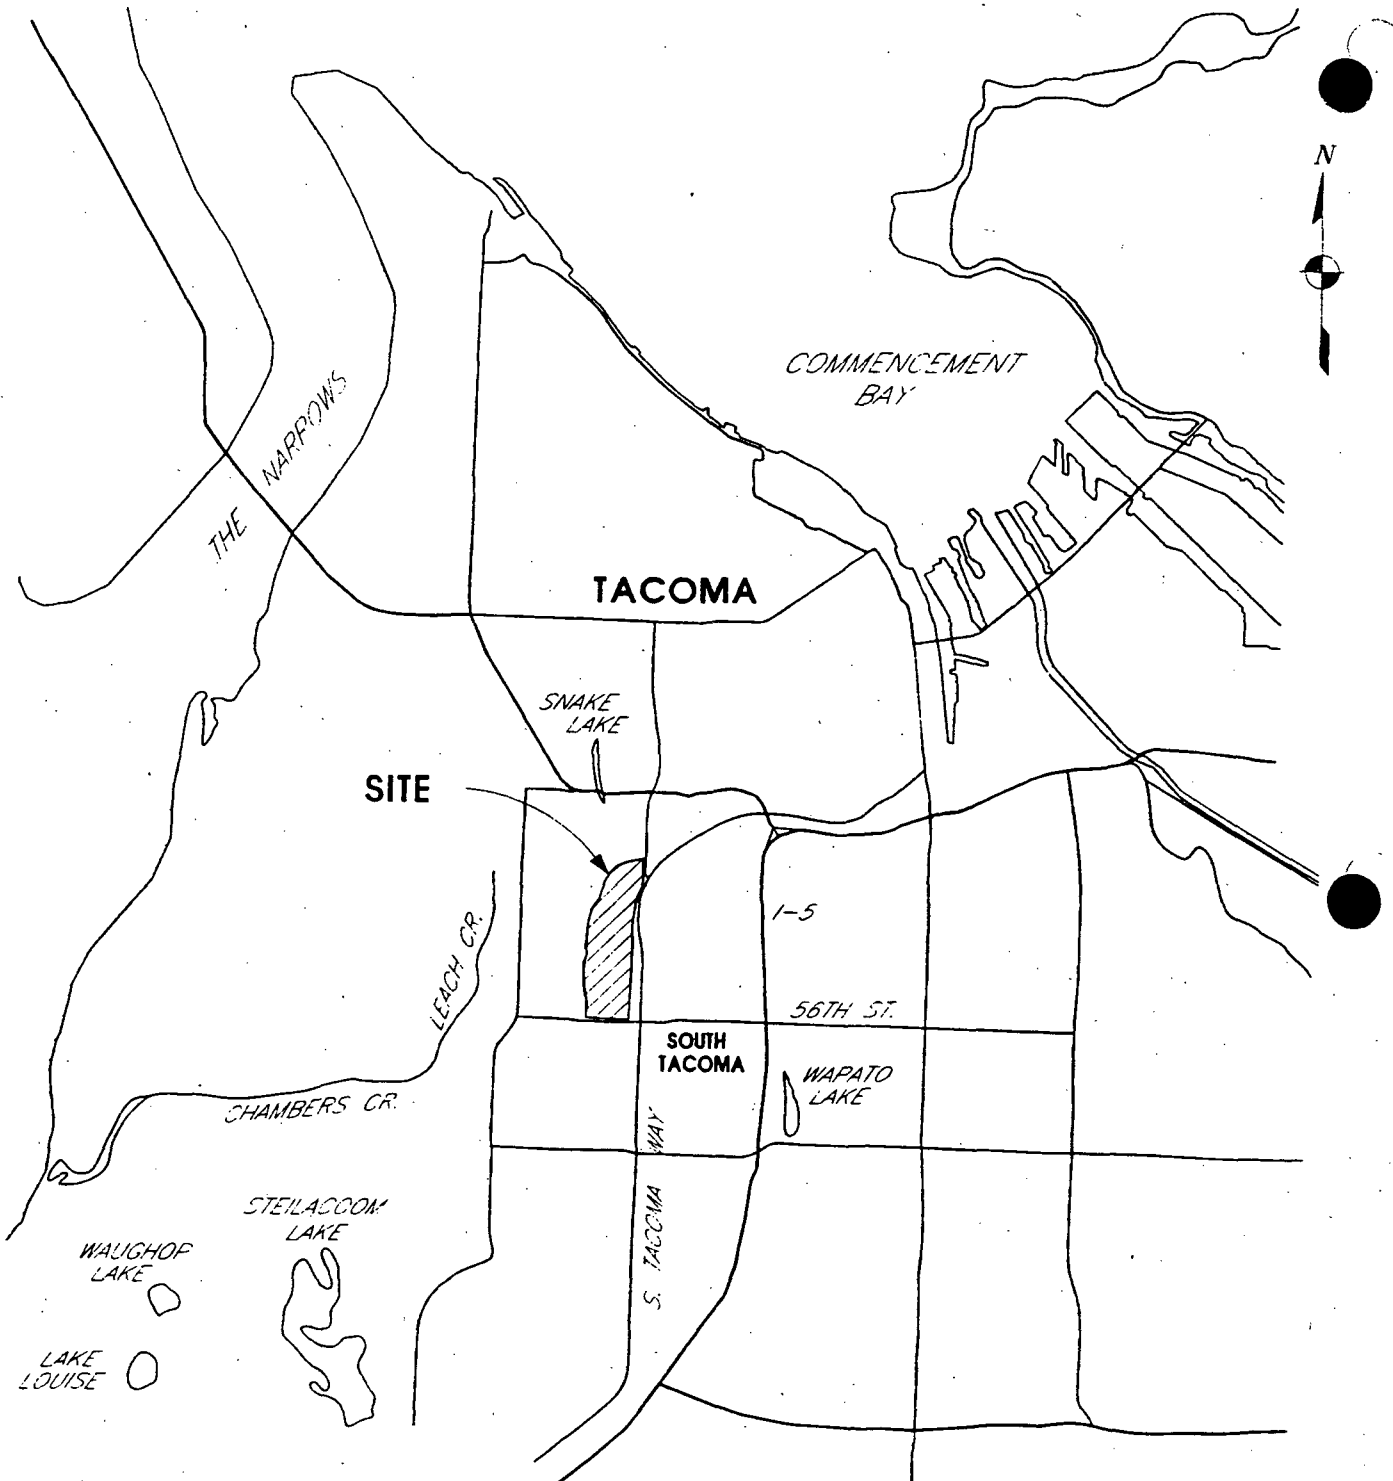 N
COMMENCEMENT
BAY
THE NARROWS
TACOMA
SNAKE
LAKE
SITE
I-5
LEACH CR.
56TH ST.
SOUTH
TACOMA
WAPATO
LAKE
CHAMBERS CR.
S. TACOMA WAY
STEILACOOM
LAKE
WAUGHOP
LAKE
LAKE
LOUISE